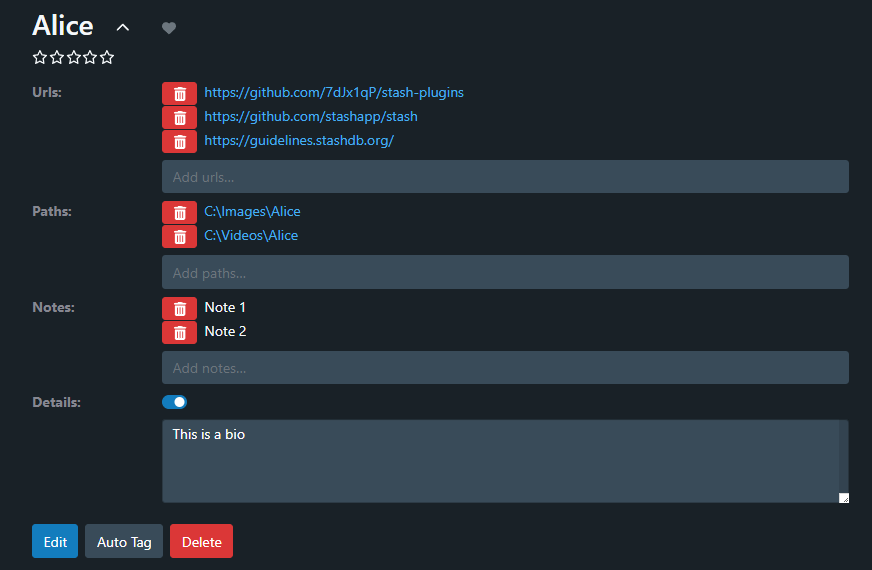 Alice
Urls:
https://github.com/7dJx1qP/stash-plugins
https://github.com/stashapp/stash
https://guidelines.stashdb.org/
Add urls...
Paths:
C:\Images\Alice
C:\Videos\Alice
Add paths...
Notes:
Note 1
Note 2
Add notes...
Details:
This is a bio
Edit Auto Tag Delete